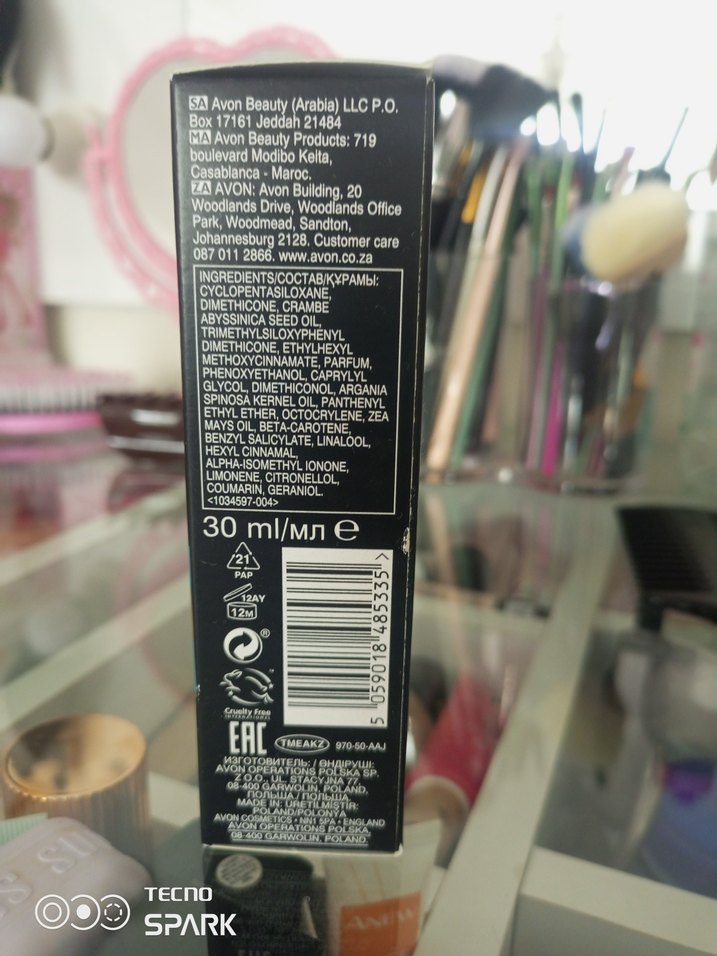 SA Avon Beauty (Arabia) LLC P.O.
Box 17161 Jeddah 21484
MA Avon Beauty Products: 719
boulevard Modibo Keita,
Casablanca - Maroc.
ZA AVON: Avon Building, 20
Woodlands Drive, Woodlands Office
Park, Woodmead, Sandton,
Johannesburg 2128. Customer care
087 011 2866. www.avon.co.za
INGREDIENTS/СОСТАВ/ҚҰРАМЫ:
CYCLOPENTASILOXANE,
DIMETHICONE, CRAMBE
ABYSSINICA SEED OIL,
TRIMETHYLSILOXYPHENYL
DIMETHICONE, ETHYLHEXYL
METHOXYCINNAMATE, PARFUM,
PHENOXYETHANOL, CAPRYLYL
GLYCOL, DIMETHICONOL, ARGANIA
SPINOSA KERNEL OIL, PANTHENYL
ETHYL ETHER, OCTOCRYLENE, ZEA
MAYS OIL, BETA-CAROTENE,
BENZYL SALICYLATE, LINALOOL,
HEXYL CINNAMAL,
ALPHA-ISOMETHYL IONONE,
LIMONENE, CITRONELLOL,
COUMARIN, GERANIOL.
<1034597-004>
30 ml/мл e
21
PAP
12AY
12M
®
5 059018 485335 >
Cruelty Free
INTERNATIONAL
EAC TMEAKZ 970-50-AAJ
ИЗГОТОВИТЕЛЬ: / ӨНДІРУШІ:
AVON OPERATIONS POLSKA SP.
Z O.O., UL. STACYJNA 77,
08-400 GARWOLIN, POLAND,
ПОЛЬША / ПОЛЬША
MADE IN: URETILMISTIR:
POLAND/POLONYA
AVON COSMETICS • NN1 5PA • ENGLAND
AVON OPERATIONS POLSKA,
08-400 GARWOLIN, POLAND.
ANEW
TECNO
SPARK